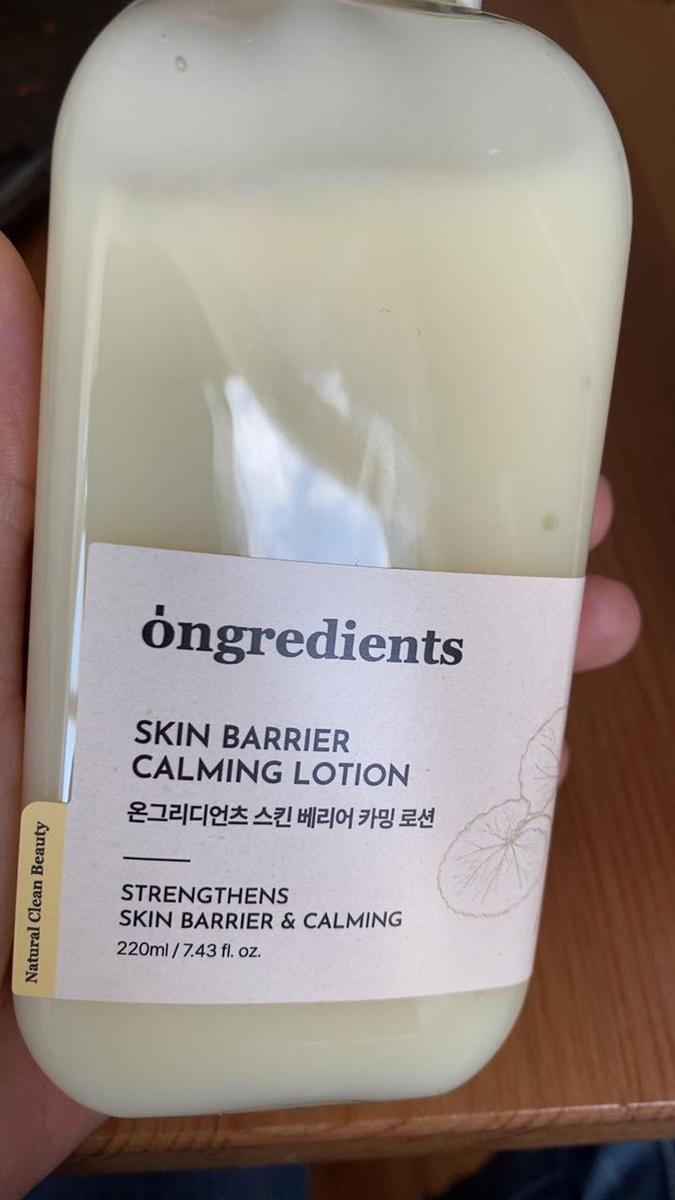 ȯngredients
SKIN BARRIER
CALMING LOTION
온그리디언츠 스킨 베리어 카밍 로션
STRENGTHENS
SKIN BARRIER & CALMING
220ml / 7.43 fl. oz.
Natural Clean Beauty